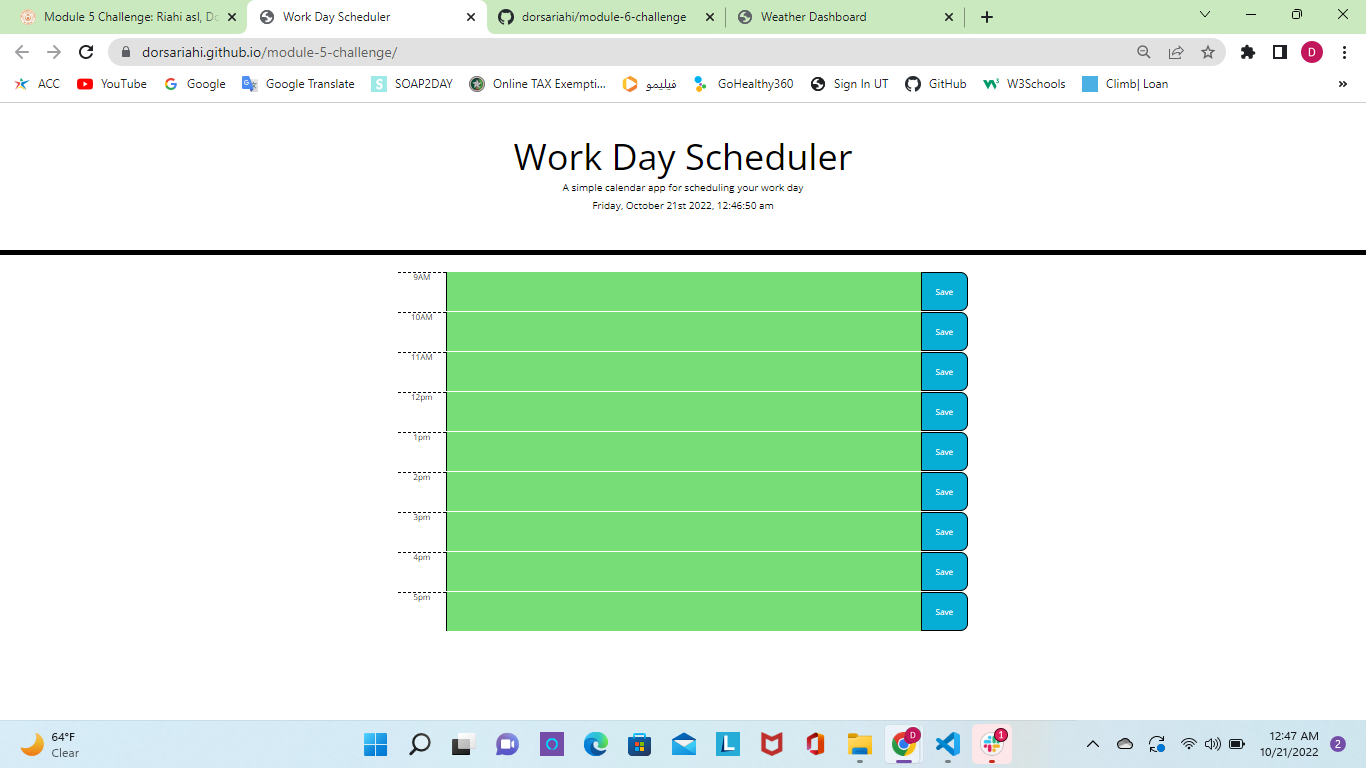 Module 5 Challenge: Riahi asl, Do
Work Day Scheduler
dorsariahi/module-6-challenge
Weather Dashboard
dorsariahi.github.io/module-5-challenge/
D
ACC
YouTube
Google
Google Translate
S
SOAP2DAY
Online TAX Exempti...
فیلیمو
GoHealthy360
Sign In UT
GitHub
W3Schools
Climb| Loan
»
Work Day Scheduler
A simple calendar app for scheduling your work day
Friday, October 21st 2022, 12:46:50 am
9AM
Save
10AM
Save
11AM
Save
12pm
Save
1pm
Save
2pm
Save
3pm
Save
4pm
Save
5pm
Save
64°F
Clear
L
D
1
12:47 AM
10/21/2022
2